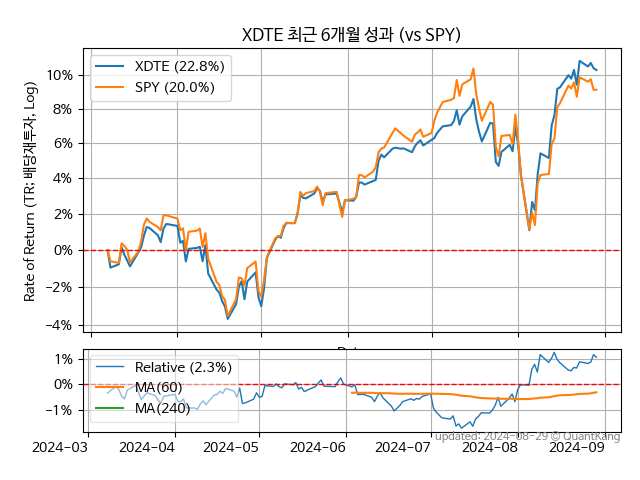 XDTE 최근 6개월 성과 (vs SPY)
XDTE (22.8%)
SPY (20.0%)
Rate of Return (TR: 배당재투자, Log)
10%
8%
6%
4%
2%
0%
−2%
−4%
Relative (2.3%)
MA(60)
MA(240)
1%
0%
−1%
updated: 2024-08-29 © QuantKang
2024-03
2024-04
2024-05
2024-06
2024-07
2024-08
2024-09